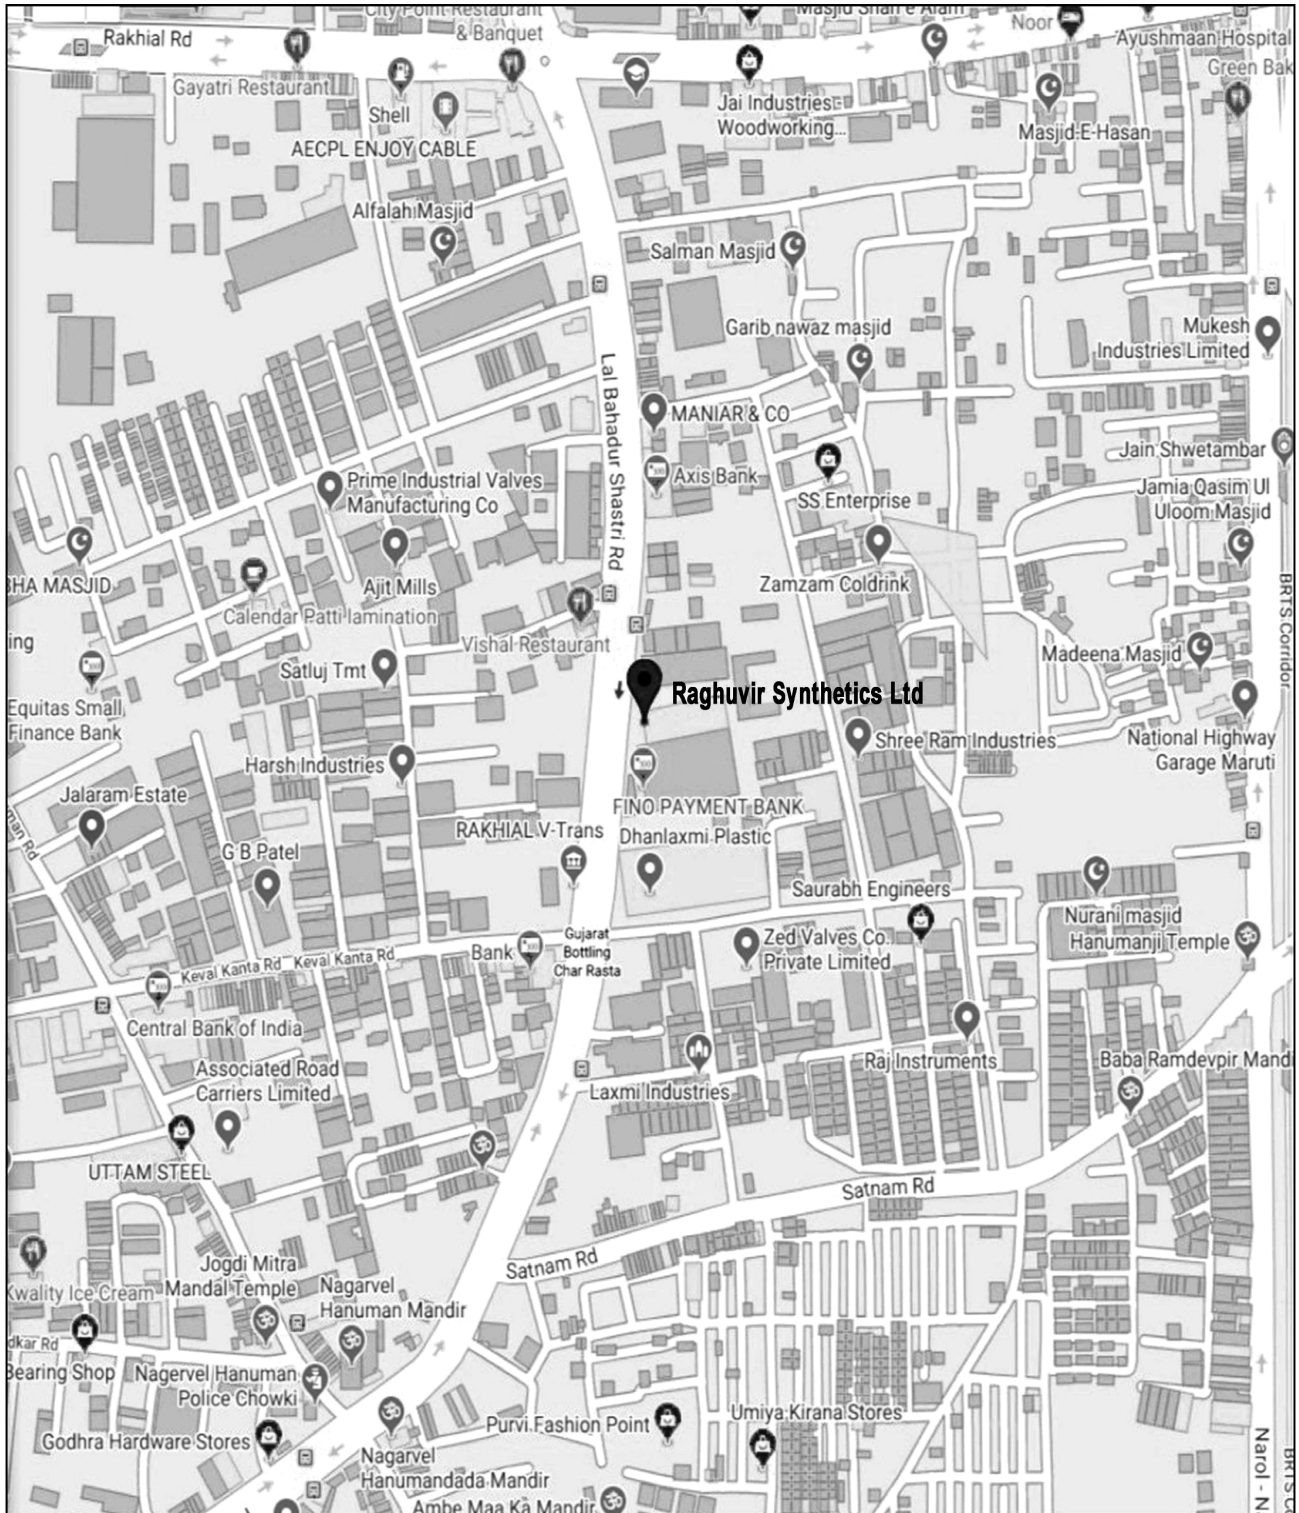 City Point Restaurant
& Banquet
Masjid Shah e Alam
Noor
Rakhial Rd
Ayushmaan Hospital
Green Bak
Gayatri Restaurant
Shell
Jai Industries -
Woodworking...
Masjid-E-Hasan
AECPL ENJOY CABLE
Alfalah Masjid
Salman Masjid
Garib nawaz masjid
Mukesh
Industries Limited
Lal Bahadur Shastri Rd
MANIAR & CO
Axis Bank
Jain Shwetambar
Prime Industrial Valves
Manufacturing Co
SS Enterprise
Jamia Qasim Ul
Uloom Masjid
SHA MASJID
Ajit Mills
Zamzam Coldrink
Calendar Patti lamination
BRTS Corridor
ing
Vishal Restaurant
Satluj Tmt
Madeena Masjid
Raghuvir Synthetics Ltd
Equitas Small
Finance Bank
Shree Ram Industries
National Highway
Garage Maruti
Harsh Industries
Jalaram Estate
FINO PAYMENT BANK
Dhanlaxmi Plastic
RAKHIAL V-Trans
G B Patel
Saurabh Engineers
Nurani masjid
Hanumanji Temple
Gujarat
Bottling
Char Rasta
Zed Valves Co.
Private Limited
Bank
Keval Kanta Rd
Keval Kanta Rd
Central Bank of India
Associated Road
Carriers Limited
Raj Instruments
Baba Ramdevpir Mandi
Laxmi Industries
UTTAM STEEL
Satnam Rd
Satnam Rd
Jogdi Mitra
Mandal Temple
Kwality Ice Cream
Nagarvel
Hanuman Mandir
dkar Rd
Bearing Shop
Nagervel Hanuman
Police Chowki
Purvi Fashion Point
Umiya Kirana Stores
Godhra Hardware Stores
Nagarvel
Hanumandada Mandir
Ambe Maa Ka Mandir
Narol - N
BRTS C